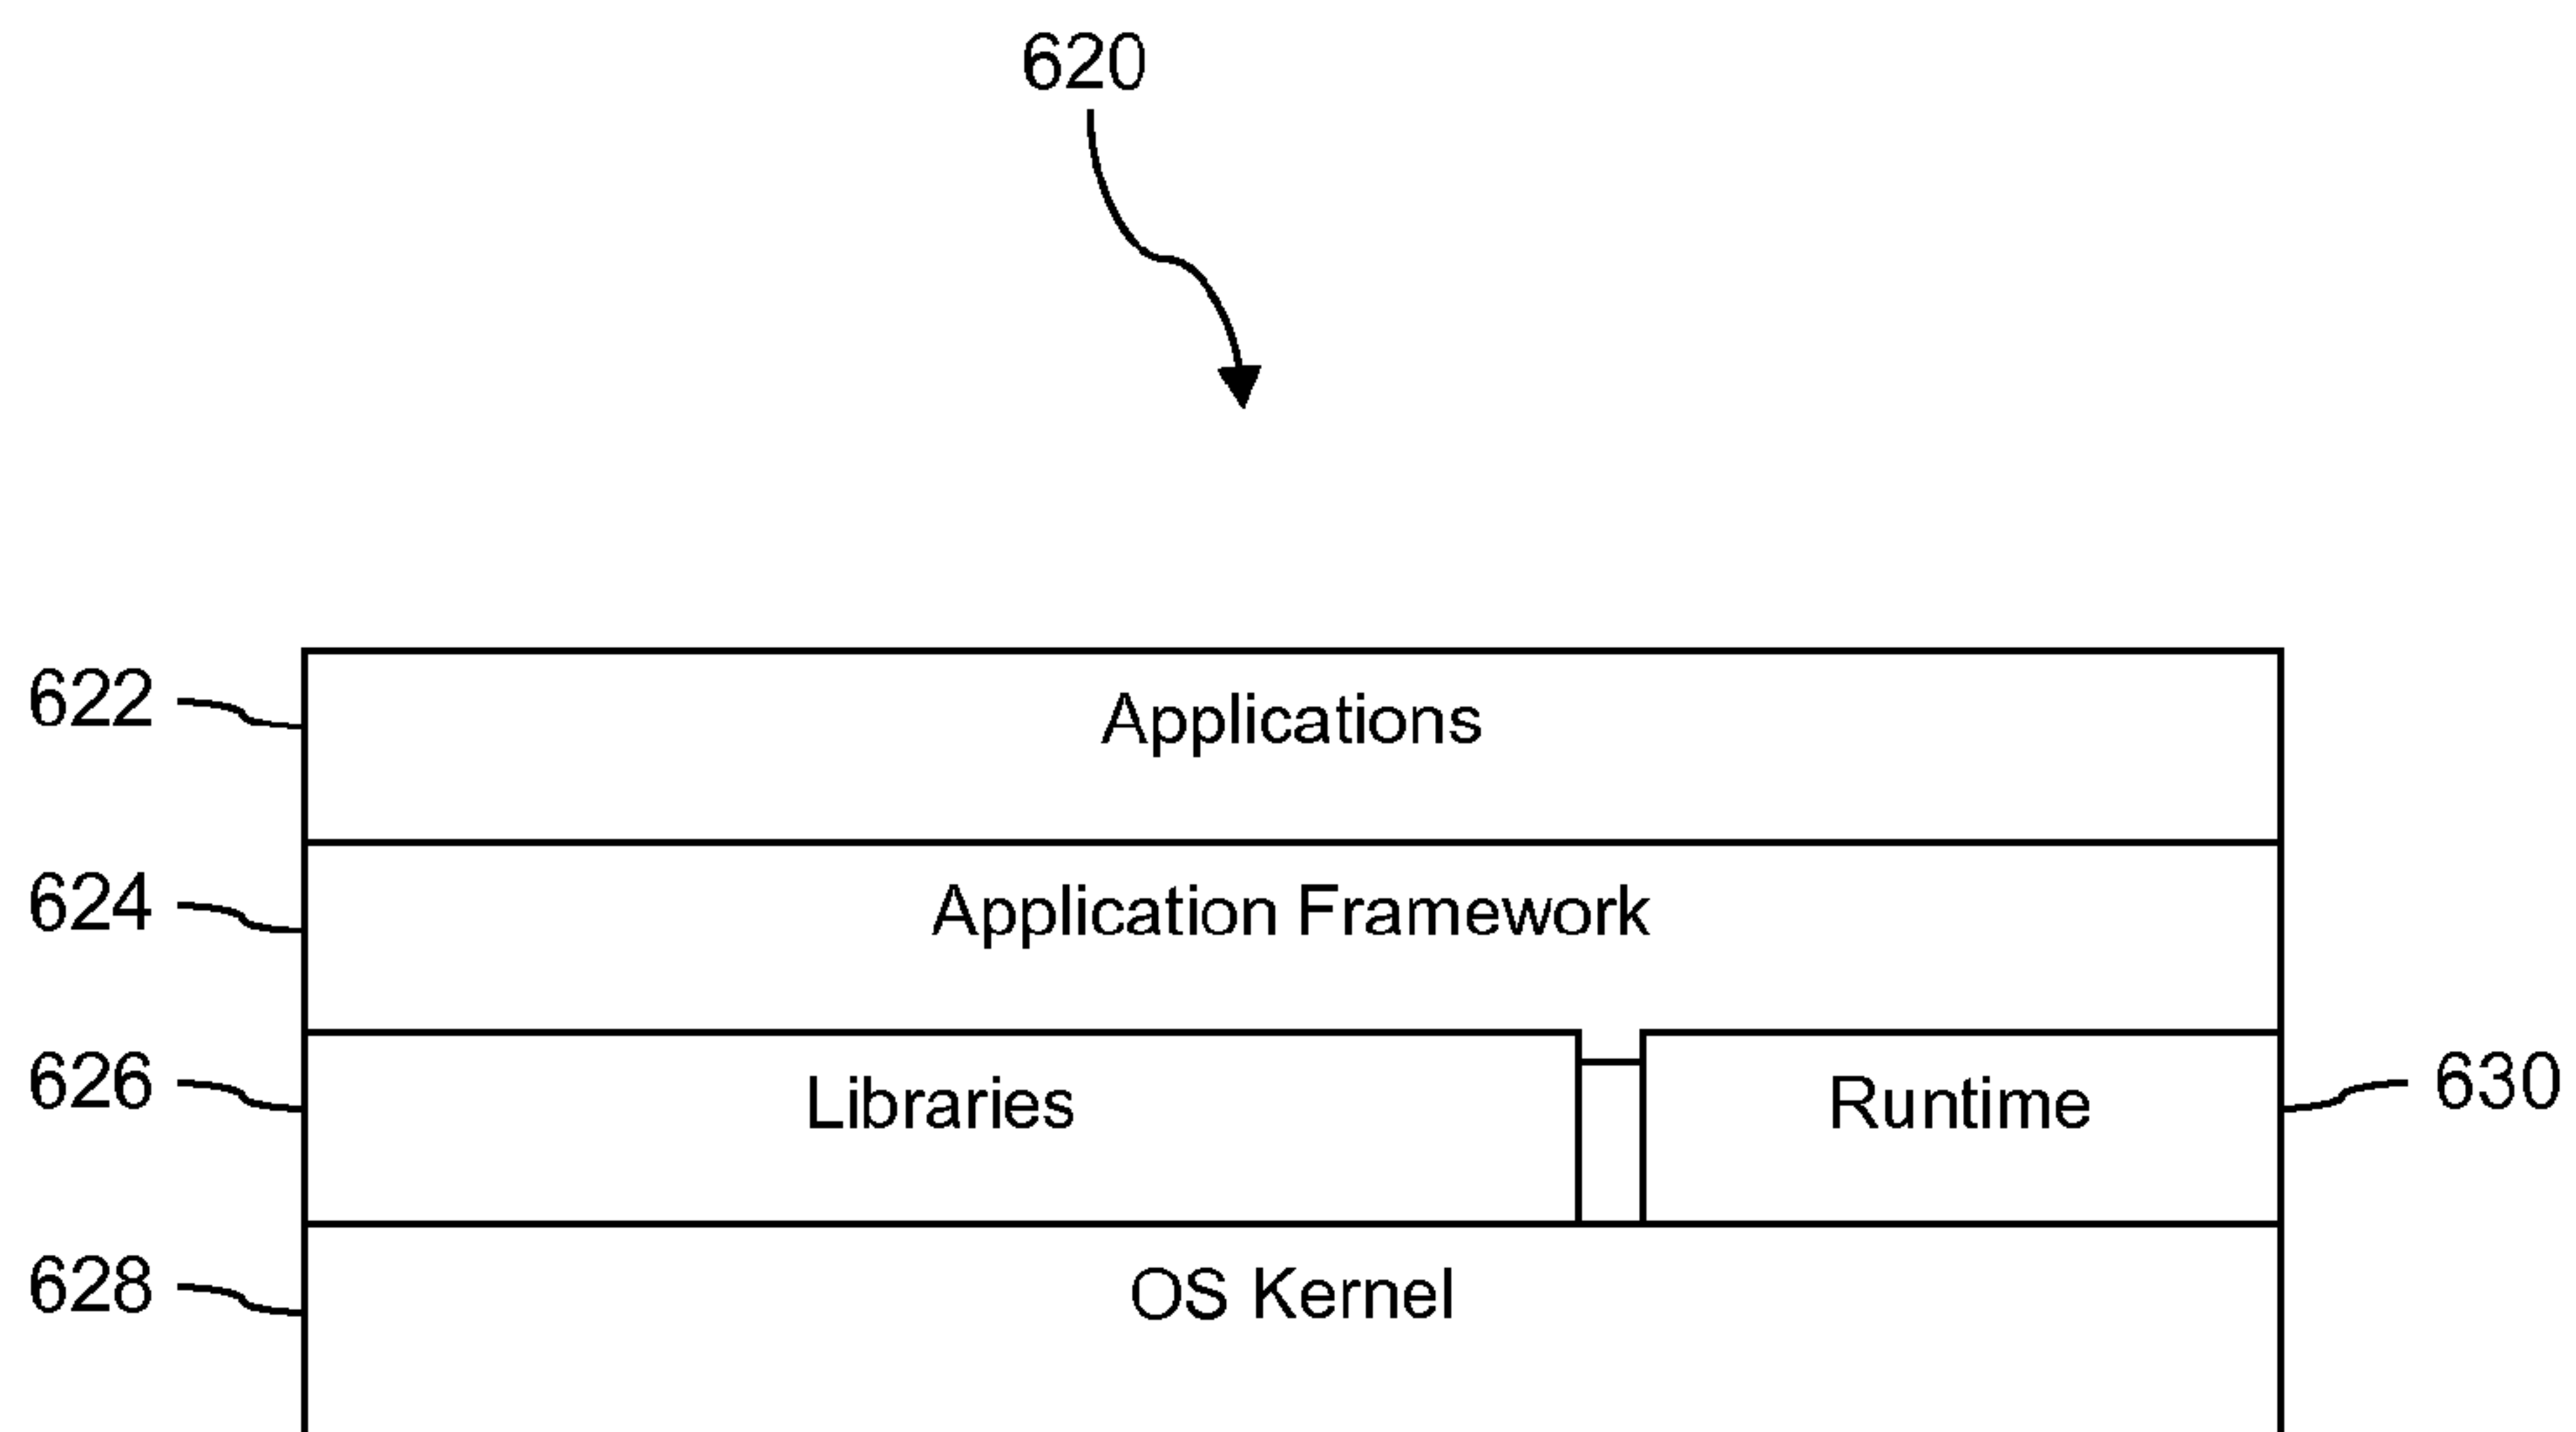 620
622
Applications
624
Application Framework
626
Libraries
Runtime
630
628
OS Kernel